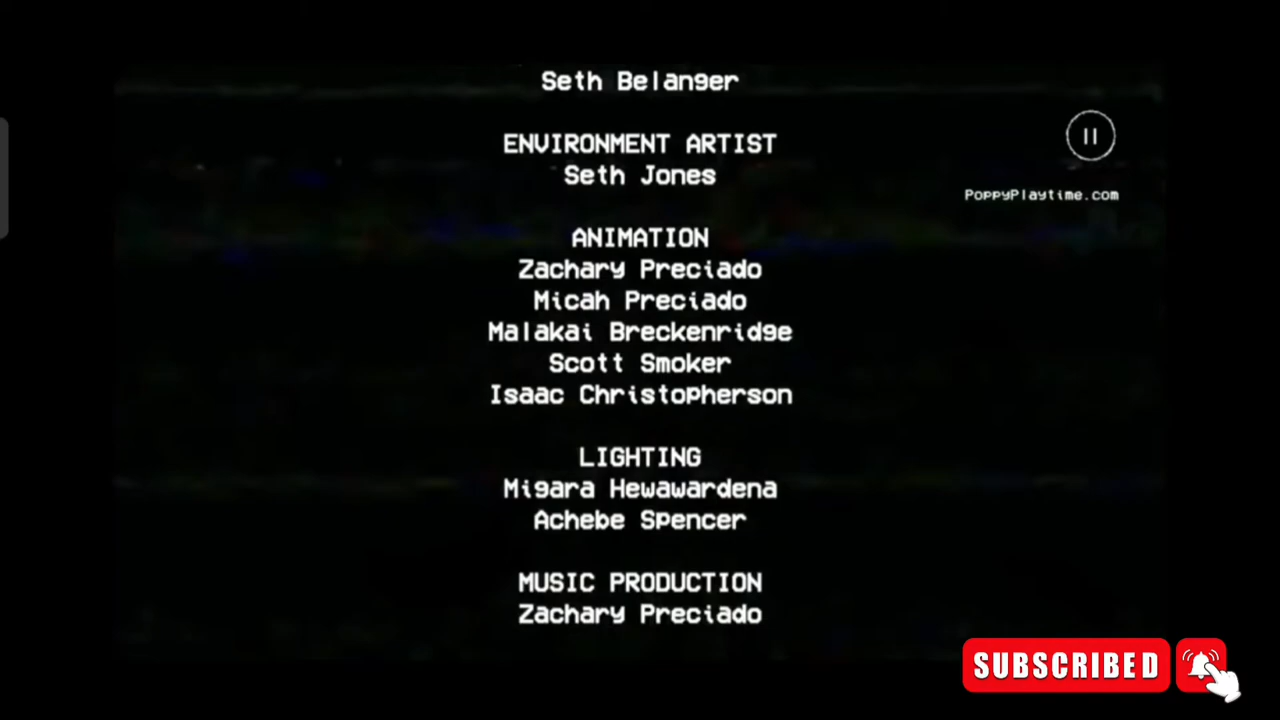 Seth Belanger
ENVIRONMENT ARTIST
Seth Jones
PoppyPlaytime.com
ANIMATION
Zachary Preciado
Micah Preciado
Malakai Breckenridge
Scott Smoker
Isaac Christopherson
LIGHTING
Migara Hewawardena
Achebe Spencer
MUSIC PRODUCTION
Zachary Preciado
SUBSCRIBED